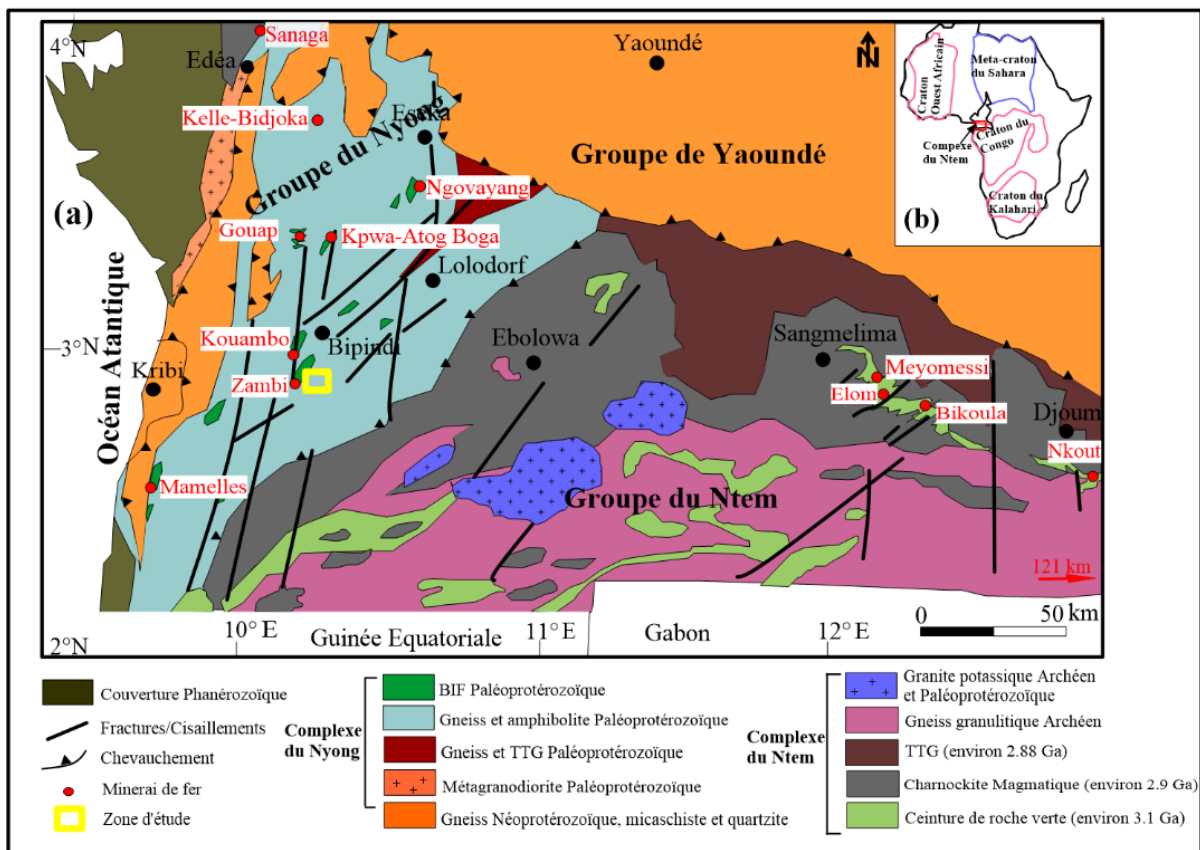 4°N
Sanaga
Edéa
Yaoundé
N
Kelle-Bidjoka
Eseka
Groupe du Nyong
Groupe de Yaoundé
(a)
Ngovayang
Gouap
Kpwa-Atog Boga
Lolodorf
Océan Atantique
3°N
Kouambo
Bipindi
Ebolowa
Sangmelima
Kribi
Zambi
Meyomessi
Elom
Bikoula
Djoum
Nkout
Mamelles
Groupe du Ntem
121 km
0 50 km
2°N
10° E
11°E
12°E
Guinée Equatoriale
Gabon
Craton
Ouest Africain
Meta-craton
du Sahara
Craton du
Congo
Compexe
du Ntem
Craton du
Kalahari
(b)
Couverture Phanérozoïque
Fractures/Cisaillements
Chevauchement
Minerai de fer
Zone d'étude
Complexe
du Nyong
BIF Paléoprotérozoïque
Gneiss et amphibolite Paléoprotérozoïque
Gneiss et TTG Paléoprotérozoïque
Métagranodiorite Paléoprotérozoïque
Gneiss Néoprotérozoïque, micaschiste et quartzite
Complexe
du Ntem
Granite potassique Archéen
et Paléoprotérozoïque
Gneiss granulitique Archéen
TTG (environ 2.88 Ga)
Charnockite Magmatique (environ 2.9 Ga)
Ceinture de roche verte (environ 3.1 Ga)